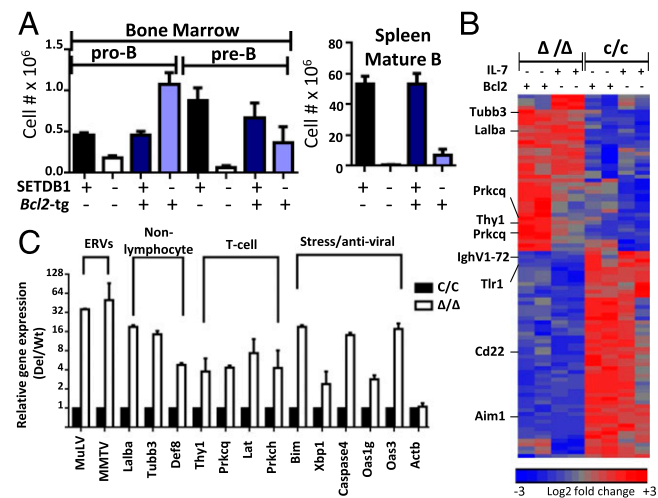 A
Bone Marrow
pro-B
pre-B
Cell # x 10⁶
1.5
1.0
0.5
0.0
SETDB1 + - + - + - + -
Bcl2-tg - - + + - - + +
Spleen
Mature B
Cell # x 10⁶
80
60
40
20
0
+ - + -
- - + +
B
Δ /Δ c/c
IL-7 - - + + - - + +
Bcl2 + + - - + + - -
Tubb3
Lalba
Prkcq
Thy1
Prkcq
IghV1-72
Tlr1
Cd22
Aim1
-3 Log2 fold change +3
C
ERVs
Non-
lymphocyte
T-cell
Stress/anti-viral
C/C
Δ/Δ
Relative gene expression
(Del/Wt)
128
64
32
16
8
4
2
1
MuLV
MMTV
Lalba
Tubb3
Def8
Thy1
Prkcq
Lat
Prkch
Bim
Xbp1
Caspase4
Oas1g
Oas3
Actb